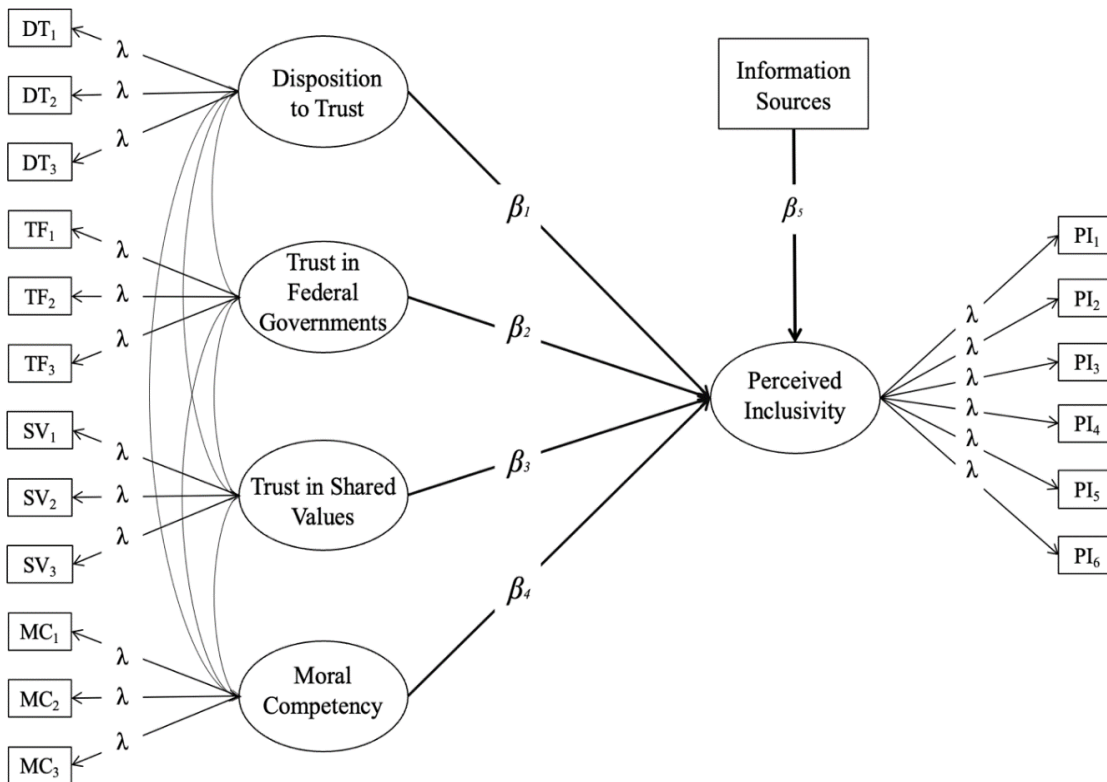 DT₁
λ
DT₂
λ
DT₃
λ
Disposition
to Trust
TF₁
λ
TF₂
λ
TF₃
λ
Trust in
Federal
Governments
SV₁
λ
SV₂
λ
SV₃
λ
Trust in Shared
Values
MC₁
λ
MC₂
λ
MC₃
λ
Moral
Competency
β₁
β₂
β₃
β₄
Information
Sources
β₅
Perceived
Inclusivity
λ
λ
λ
λ
λ
λ
PI₁
PI₂
PI₃
PI₄
PI₅
PI₆